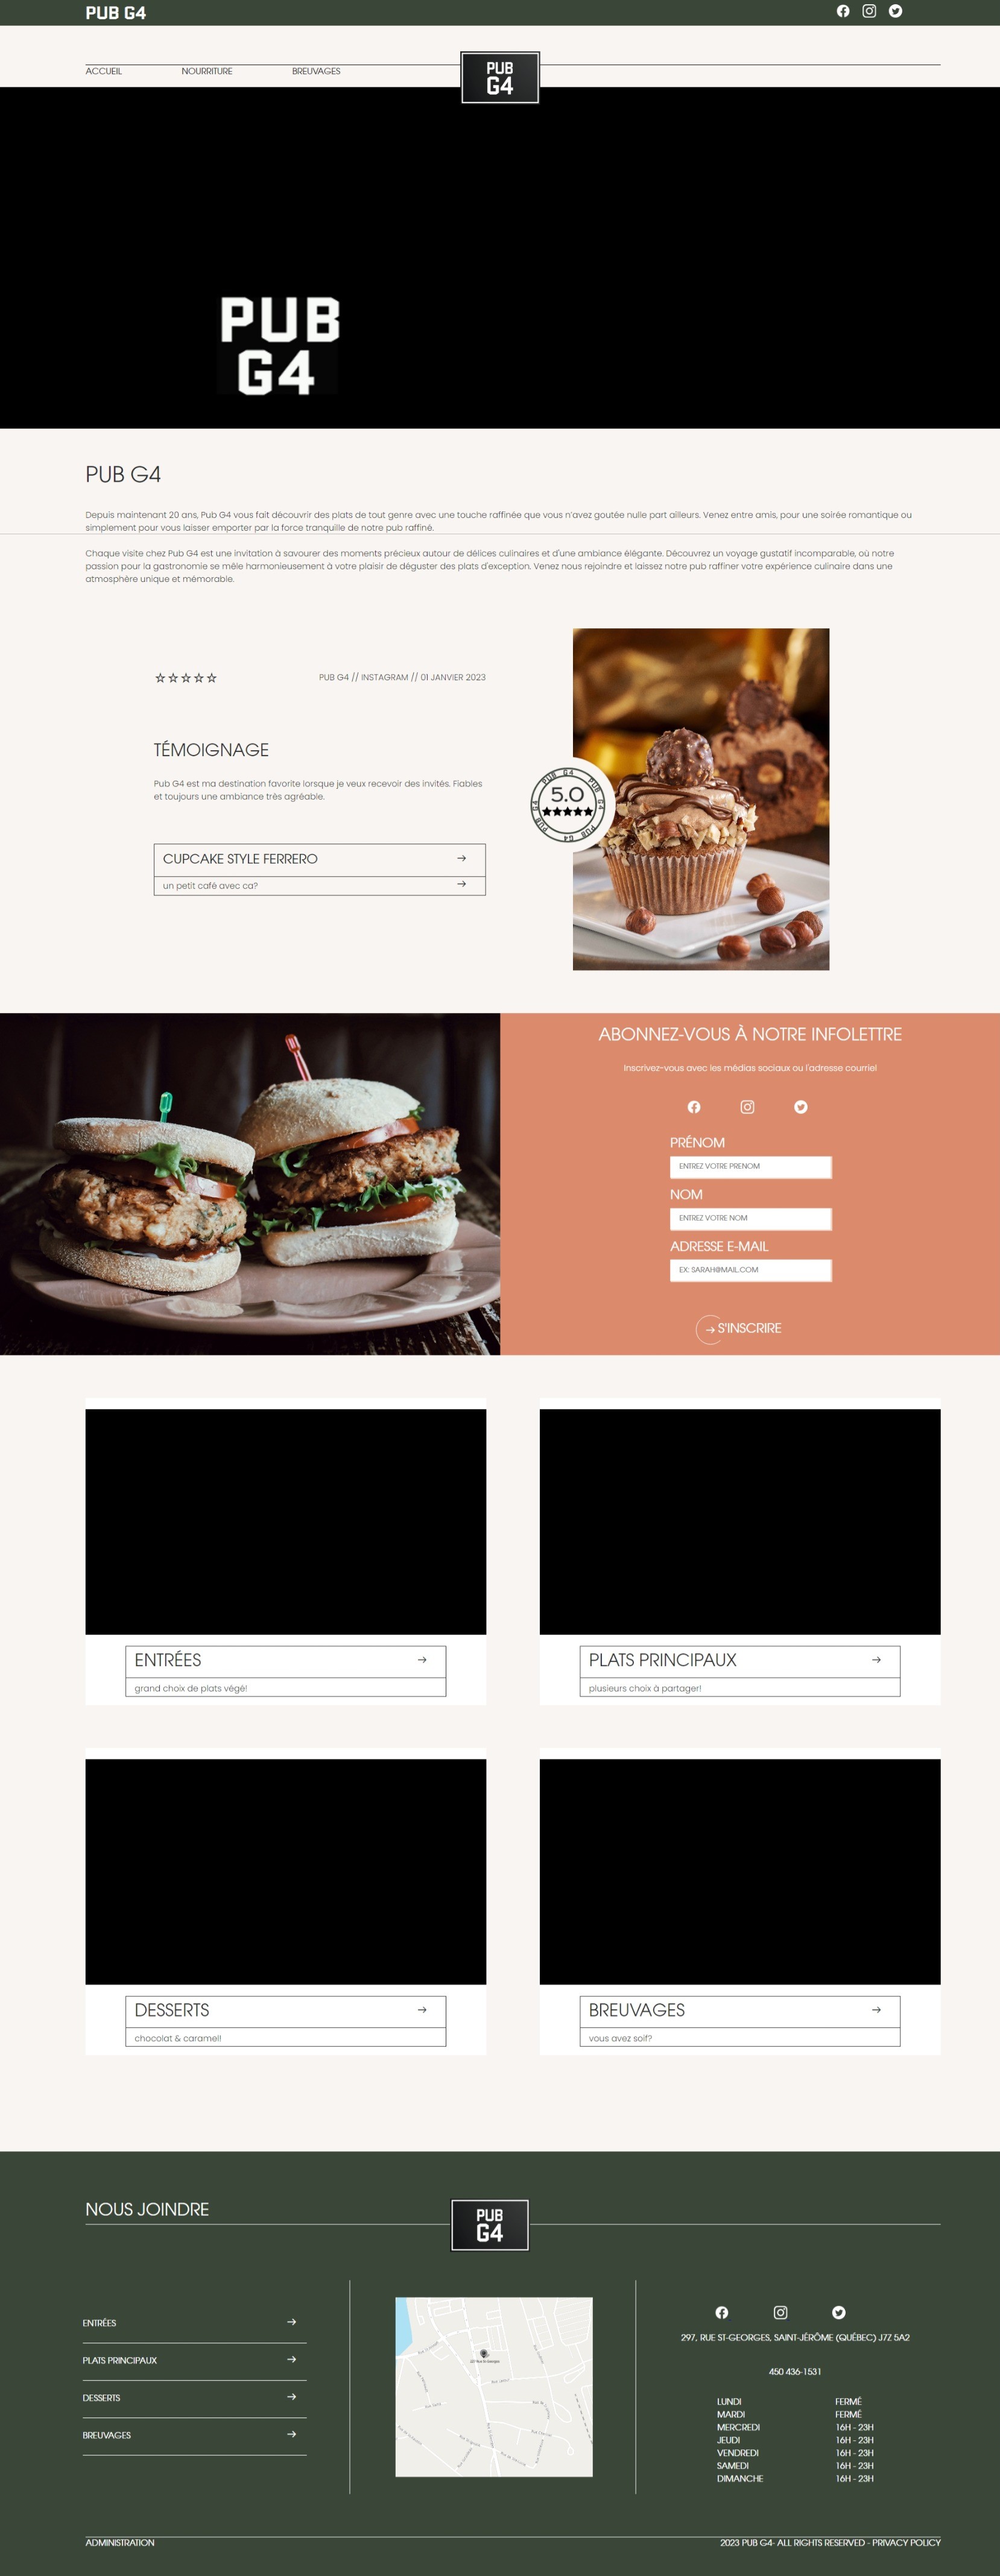 PUB G4
ACCUEIL
NOURRITURE
BREUVAGES
PUB
G4
PUB
G4
PUB G4
Depuis maintenant 20 ans, Pub G4 vous fait découvrir des plats de tout genre avec une touche raffinée que vous n'avez goutée nulle part ailleurs. Venez entre amis, pour une soirée romantique ou
simplement pour vous laisser emporter par la force tranquille de notre pub raffiné.
Chaque visite chez Pub G4 est une invitation à savourer des moments précieux autour de délices culinaires et d'une ambiance élégante. Découvrez un voyage gustatif incomparable, où notre
passion pour la gastronomie se mêle harmonieusement à votre plaisir de déguster des plats d'exception. Venez nous rejoindre et laissez notre pub raffiner votre expérience culinaire dans une
atmosphère unique et mémorable.
PUB G4 // INSTAGRAM // 01 JANVIER 2023
TÉMOIGNAGE
Pub G4 est ma destination favorite lorsque je veux recevoir des invités. Fiables
et toujours une ambiance très agréable.
CUPCAKE STYLE FERRERO
un petit café avec ca?
PUB G4
PUB G4
PUB G4
PUB G4
5.0
ABONNEZ-VOUS À NOTRE INFOLETTRE
Inscrivez-vous avec les médias sociaux ou l'adresse courriel
PRÉNOM
ENTREZ VOTRE PRENOM
NOM
ENTREZ VOTRE NOM
ADRESSE E-MAIL
EX: SARAH@MAIL.COM
S'INSCRIRE
ENTRÉES
grand choix de plats végé!
PLATS PRINCIPAUX
plusieurs choix à partager!
DESSERTS
chocolat & caramel!
BREUVAGES
vous avez soif?
NOUS JOINDRE
PUB
G4
ENTRÉES
PLATS PRINCIPAUX
DESSERTS
BREUVAGES
297, RUE ST-GEORGES, SAINT-JÉRÔME (QUÉBEC) J7Z 5A2
450 436-1531
LUNDI FERMÉ
MARDI FERMÉ
MERCREDI 16H - 23H
JEUDI 16H - 23H
VENDREDI 16H - 23H
SAMEDI 16H - 23H
DIMANCHE 16H - 23H
ADMINISTRATION
2023 PUB G4- ALL RIGHTS RESERVED - PRIVACY POLICY